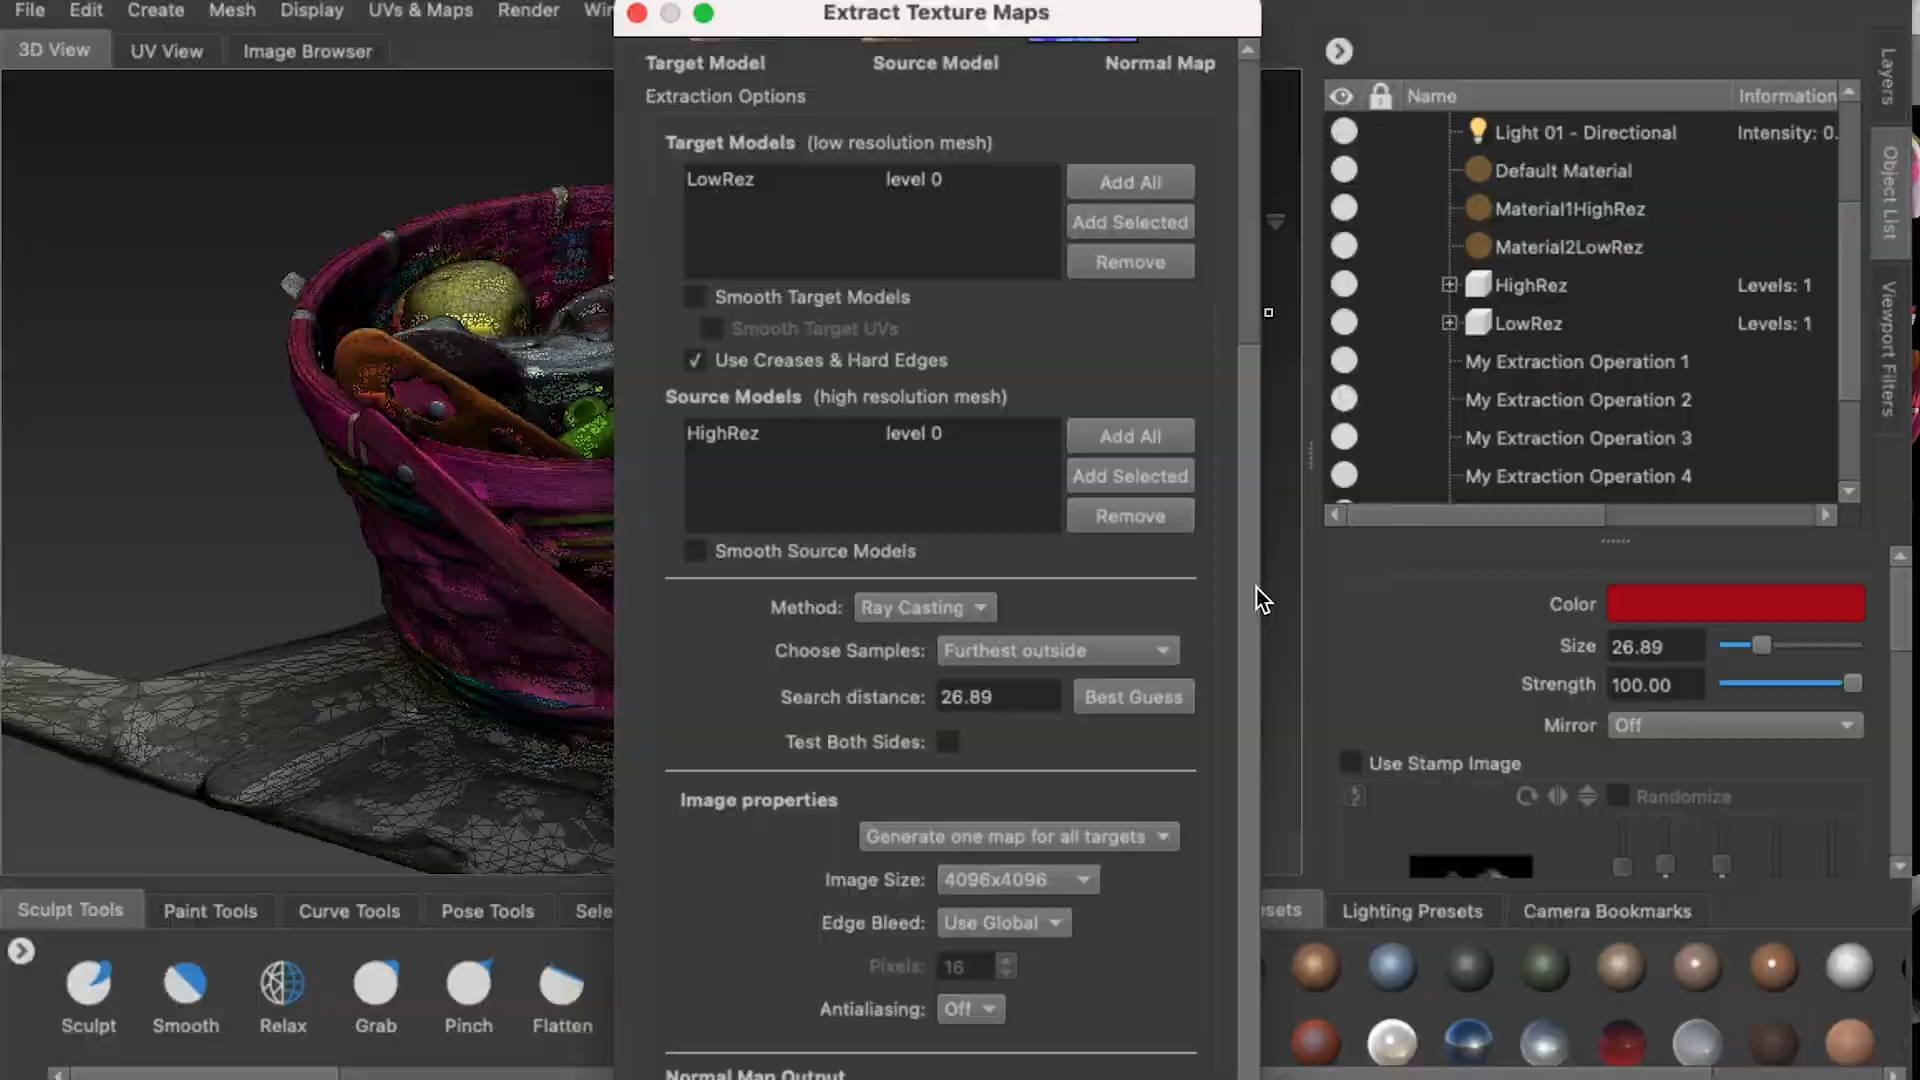 File Edit Create Mesh Display UVs & Maps Render
Extract Texture Maps
3D View UV View Image Browser
Target Model Source Model Normal Map
Extraction Options
Target Models (low resolution mesh)
LowRez level 0
Add All
Add Selected
Remove
Smooth Target Models
Smooth Target UVs
Use Creases & Hard Edges
Source Models (high resolution mesh)
HighRez level 0
Add All
Add Selected
Remove
Smooth Source Models
Method: Ray Casting
Choose Samples: Furthest outside
Search distance: 26.89 Best Guess
Test Both Sides:
Image properties
Generate one map for all targets
Image Size: 4096x4096
Edge Bleed: Use Global
Pixels: 16
Antialiasing: Off
Normal Map Output
Name Information
Light 01 - Directional Intensity: 0.
Default Material
Material1HighRez
Material2LowRez
HighRez Levels: 1
LowRez Levels: 1
My Extraction Operation 1
My Extraction Operation 2
My Extraction Operation 3
My Extraction Operation 4
Layers
Object List
Viewport Filters
Color
Size 26.89
Strength 100.00
Mirror Off
Use Stamp Image
Randomize
Sculpt Tools Paint Tools Curve Tools Pose Tools Sele
sets Lighting Presets Camera Bookmarks
Sculpt Smooth Relax Grab Pinch Flatten